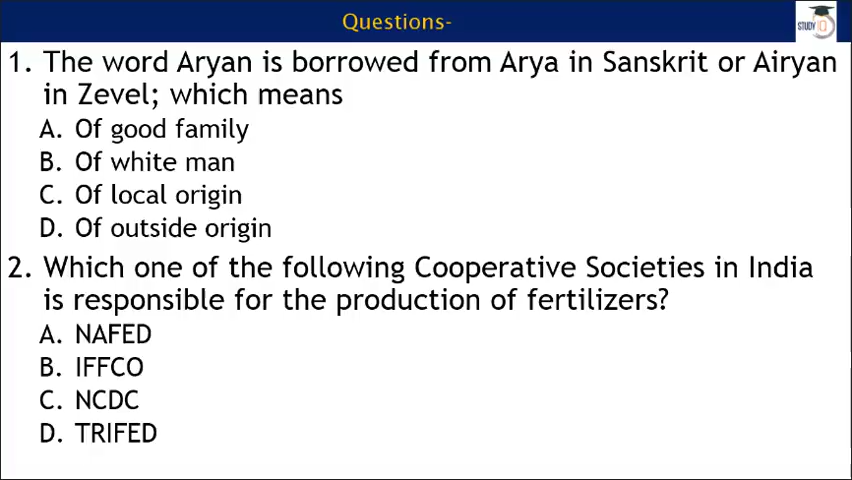 Questions-
STUDY IQ
1. The word Aryan is borrowed from Arya in Sanskrit or Airyan
in Zevel; which means
A. Of good family
B. Of white man
C. Of local origin
D. Of outside origin
2. Which one of the following Cooperative Societies in India
is responsible for the production of fertilizers?
A. NAFED
B. IFFCO
C. NCDC
D. TRIFED